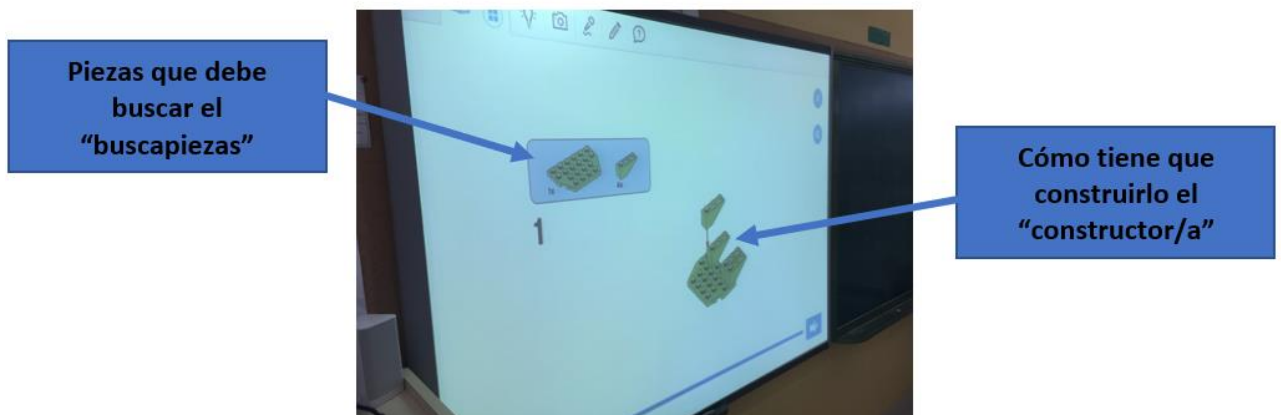 Piezas que debe
buscar el
“buscapiezas”
1
Cómo tiene que
construirlo el
“constructor/a”